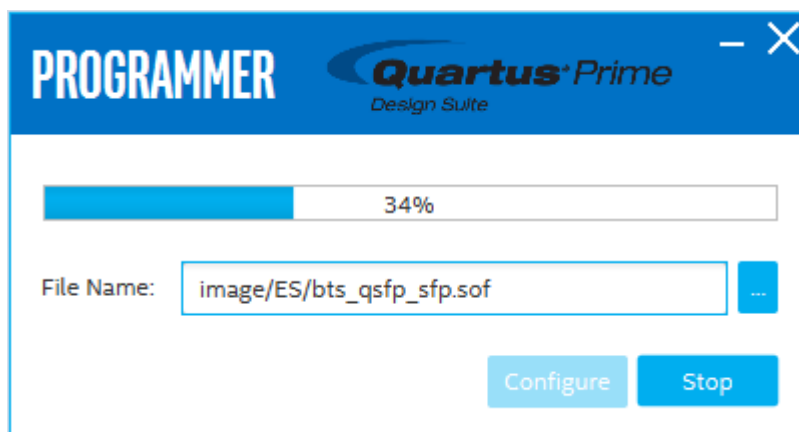 PROGRAMMER
Quartus Prime
Design Suite
34%
File Name: image/ES/bts_qsfp_sfp.sof ...
Configure Stop